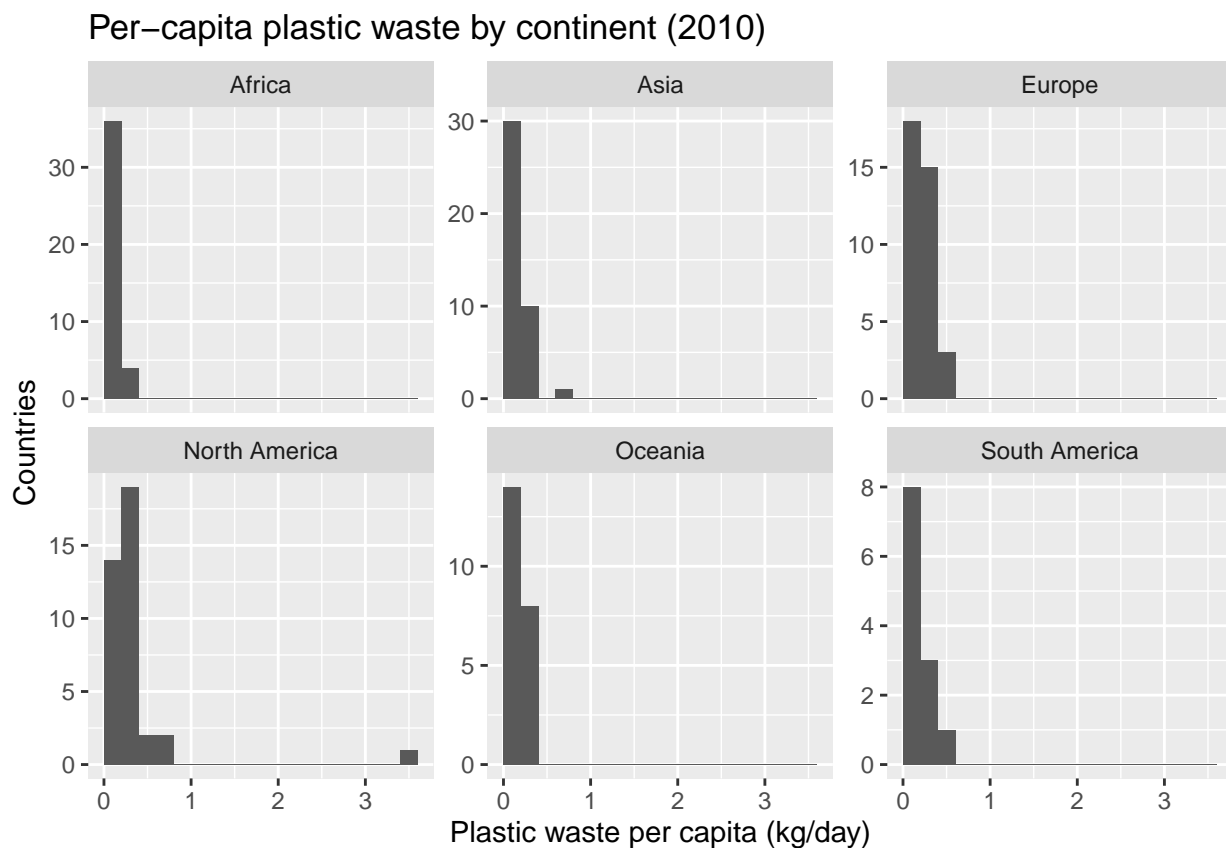 Per−capita plastic waste by continent (2010)
Africa
Asia
Europe
30
20
10
0
30
20
10
0
15
10
5
0
North America
Oceania
South America
15
10
5
0
10
5
0
8
6
4
2
0
0 1 2 3
0 1 2 3
0 1 2 3
Countries
Plastic waste per capita (kg/day)